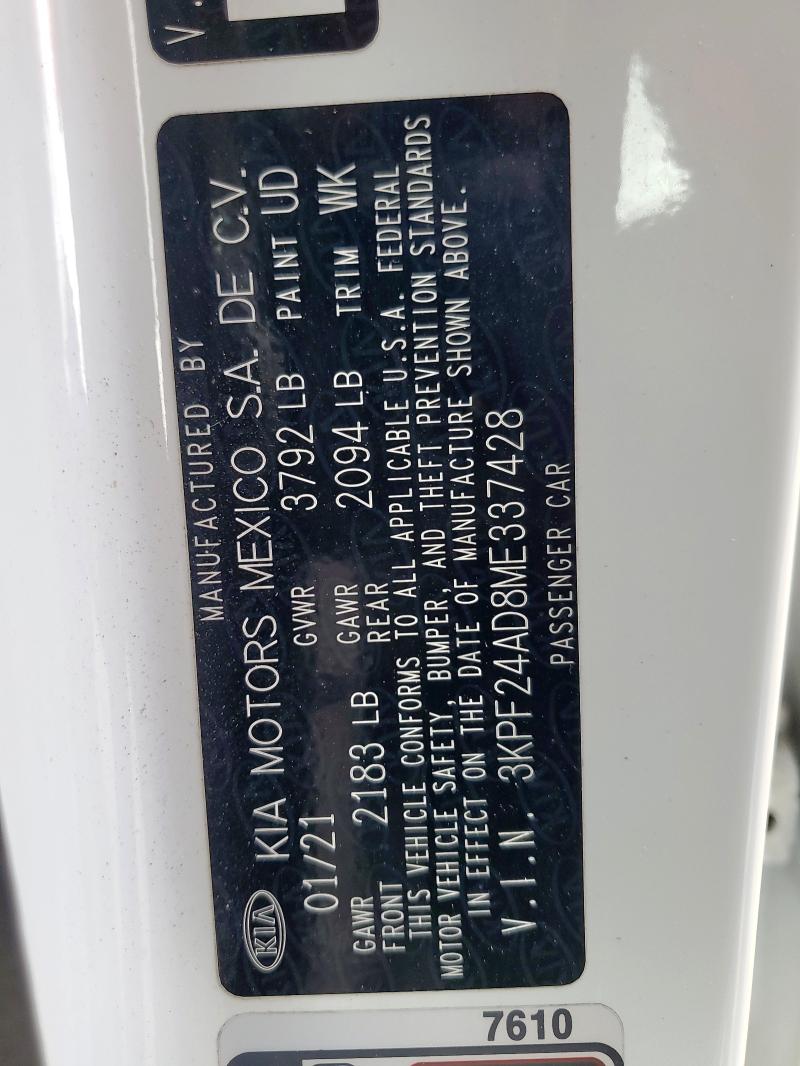 MANUFACTURED BY
KIA KIA MOTORS MEXICO S.A. DE C.V.
01/21 GVWR 3792 LB PAINT UD
GAWR FRONT 2183 LB GAWR REAR 2094 LB TRIM WK
THIS VEHICLE CONFORMS TO ALL APPLICABLE U.S.A. FEDERAL
MOTOR VEHICLE SAFETY, BUMPER, AND THEFT PREVENTION STANDARDS
IN EFFECT ON THE DATE OF MANUFACTURE SHOWN ABOVE.
V.I.N. 3KPF24AD8ME337428
PASSENGER CAR
7610